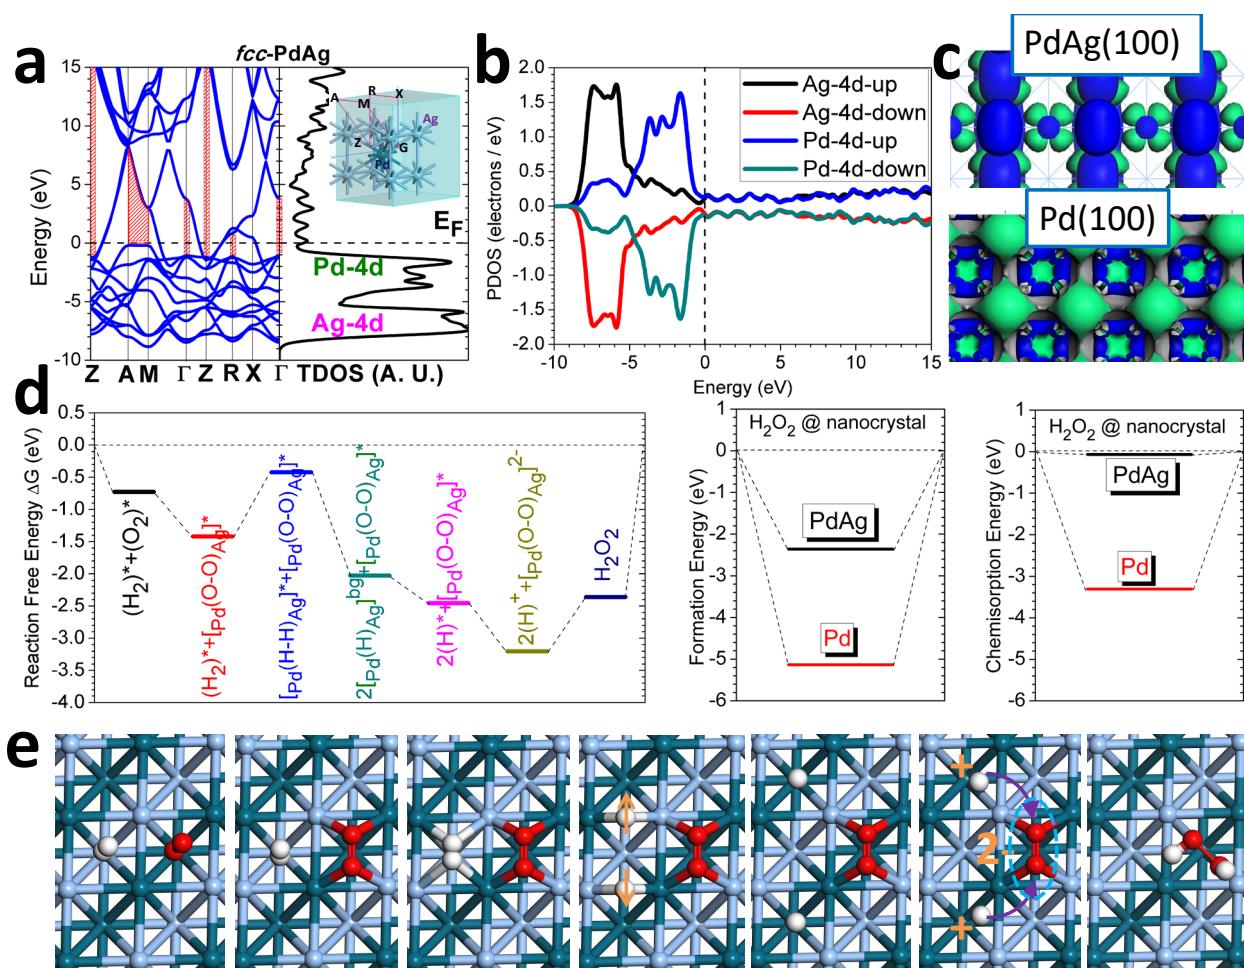 a
fcc-PdAg
15
10
5
0
-5
-10
Energy (eV)
Z A M Γ Z R X Γ
TDOS (A. U.)
R
X
A
M
Ag
Z
G
Pd
E_F
Pd-4d
Ag-4d
b
2.0
1.5
1.0
0.5
0.0
-0.5
-1.0
1.5
2.0
PDOS (electrons / eV)
Ag-4d-up
Ag-4d-down
Pd-4d-up
Pd-4d-down
-10 -5 0 5 10 15
Energy (eV)
c
PdAg(100)
Pd(100)
d
0.5
0.0
-0.5
-1.0
-1.5
-2.0
-2.5
-3.0
-3.5
-4.0
Reaction Free Energy ΔG (eV)
(H₂)*+(O₂)*
(H₂)*+[Pd(O-O)Ag]*
[Pd(H-H)Ag]*+[Pd(O-O)Ag]*
2[Pd(H)Ag]^bg+[Pd(O-O)Ag]*
2(H)*+[Pd(O-O)Ag]*
2(H)⁺+[Pd(O-O)Ag]²⁻
H₂O₂
1
0
-1
-2
-3
-4
-5
-6
Formation Energy (eV)
H₂O₂ @ nanocrystal
PdAg
Pd
1
0
-1
-2
-3
-4
-5
-6
Chemisorption Energy (eV)
H₂O₂ @ nanocrystal
PdAg
Pd
e
+
2-
+